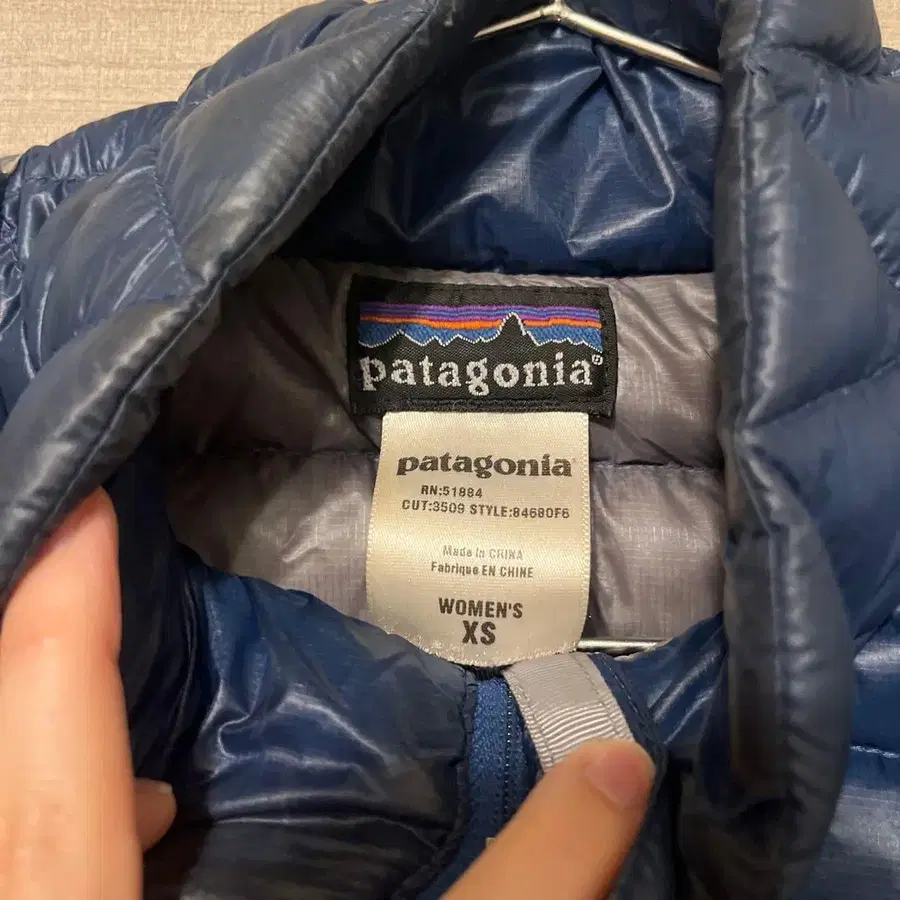 patagonia®
patagonia®
RN:51884
CUT:3509 STYLE:84680F6
Made in CHINA
Fabriqué EN CHINE
WOMEN'S
XS